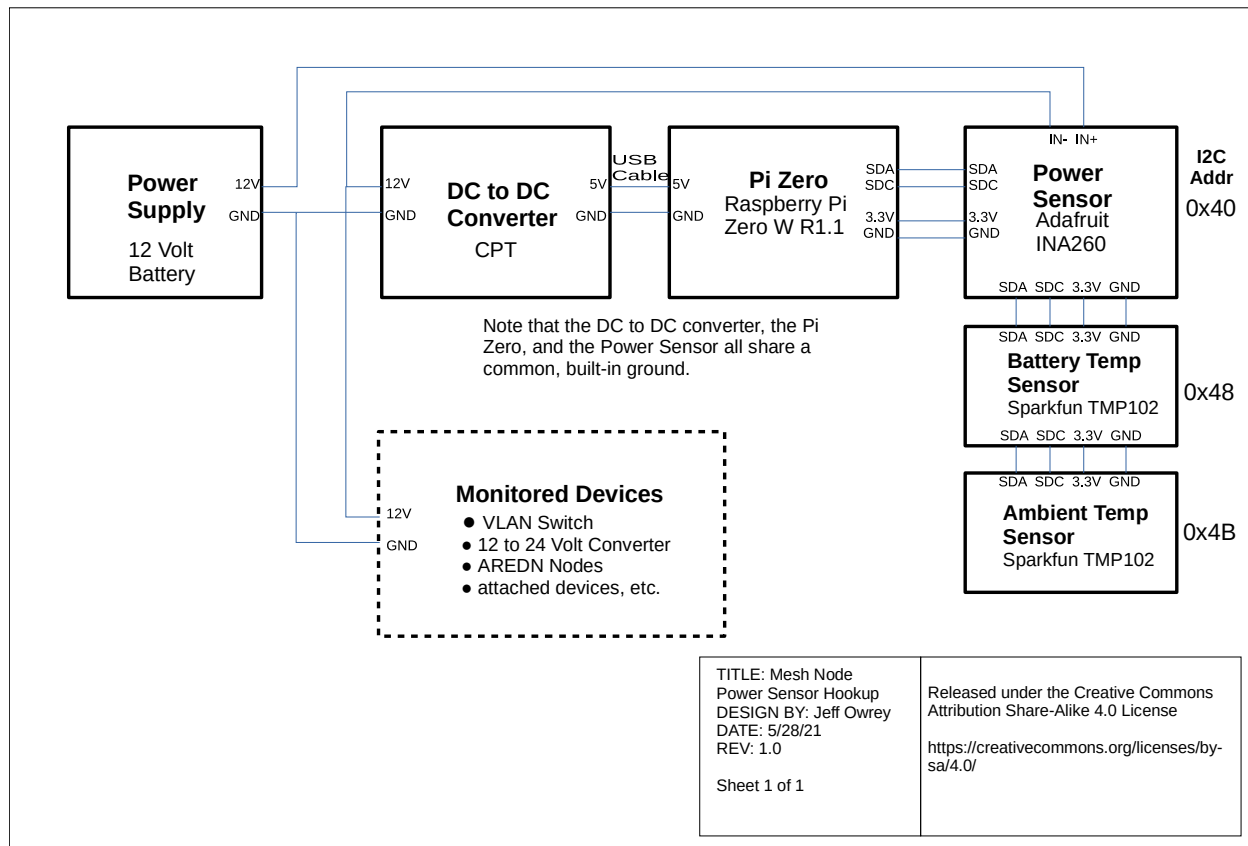 Power
Supply
12 Volt
Battery
12V
GND
12V
GND
DC to DC
Converter
CPT
5V
GND
USB
Cable
5V
GND
Pi Zero
Raspberry Pi
Zero W R1.1
SDA
SDC
3.3V
GND
IN- IN+
SDA
SDC
3.3V
GND
Power
Sensor
Adafruit
INA260
SDA SDC 3.3V GND
I2C
Addr
0x40
SDA SDC 3.3V GND
Battery Temp
Sensor
Sparkfun TMP102
SDA SDC 3.3V GND
0x48
SDA SDC 3.3V GND
Ambient Temp
Sensor
Sparkfun TMP102
0x4B
Note that the DC to DC converter, the Pi
Zero, and the Power Sensor all share a
common, built-in ground.
12V
GND
Monitored Devices
● VLAN Switch
● 12 to 24 Volt Converter
● AREDN Nodes
● attached devices, etc.
TITLE: Mesh Node
Power Sensor Hookup
DESIGN BY: Jeff Owrey
DATE: 5/28/21
REV: 1.0
Sheet 1 of 1
Released under the Creative Commons
Attribution Share-Alike 4.0 License
https://creativecommons.org/licenses/by-
sa/4.0/